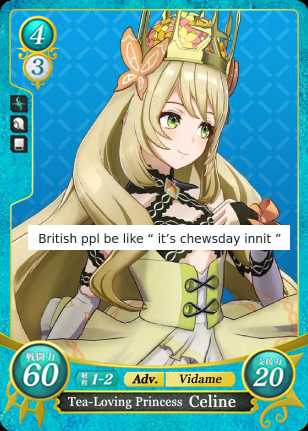 4
3
British ppl be like “ it’s chewsday innit ”
戦闘力
60
射程 1-2
Adv.
Vidame
支援力
20
Tea-Loving Princess Celine